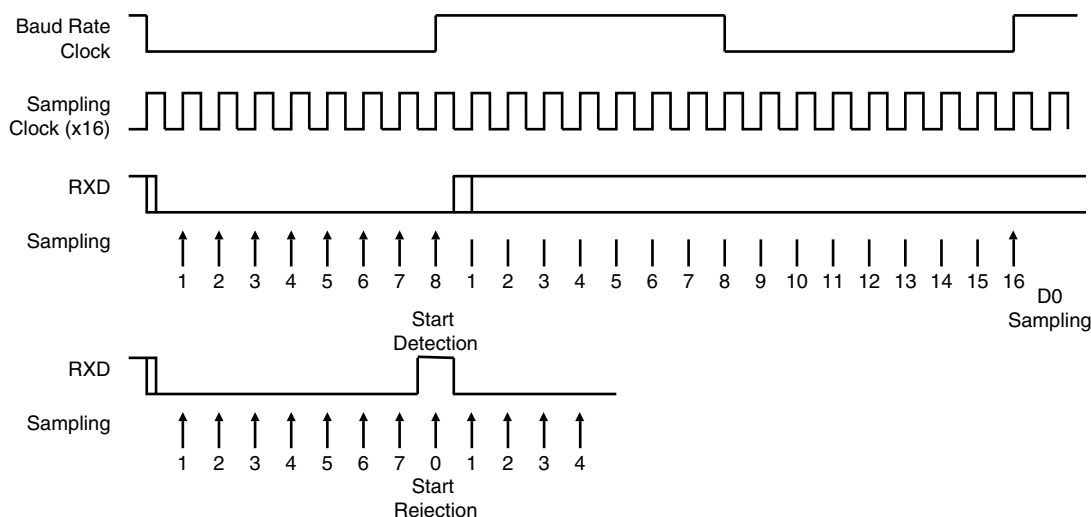 Baud Rate
Clock
Sampling
Clock (x16)
RXD
Sampling
1 2 3 4 5 6 7 8 1 2 3 4 5 6 7 8 9 10 11 12 13 14 15 16
D0
Sampling
Start
Detection
RXD
Sampling
1 2 3 4 5 6 7 0 1 2 3 4
Start
Rejection